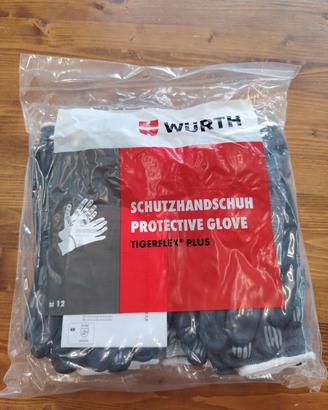 WÜRTH
SCHUTZHANDSCHUH
PROTECTIVE GLOVE
TIGERFLEX® PLUS
# 12